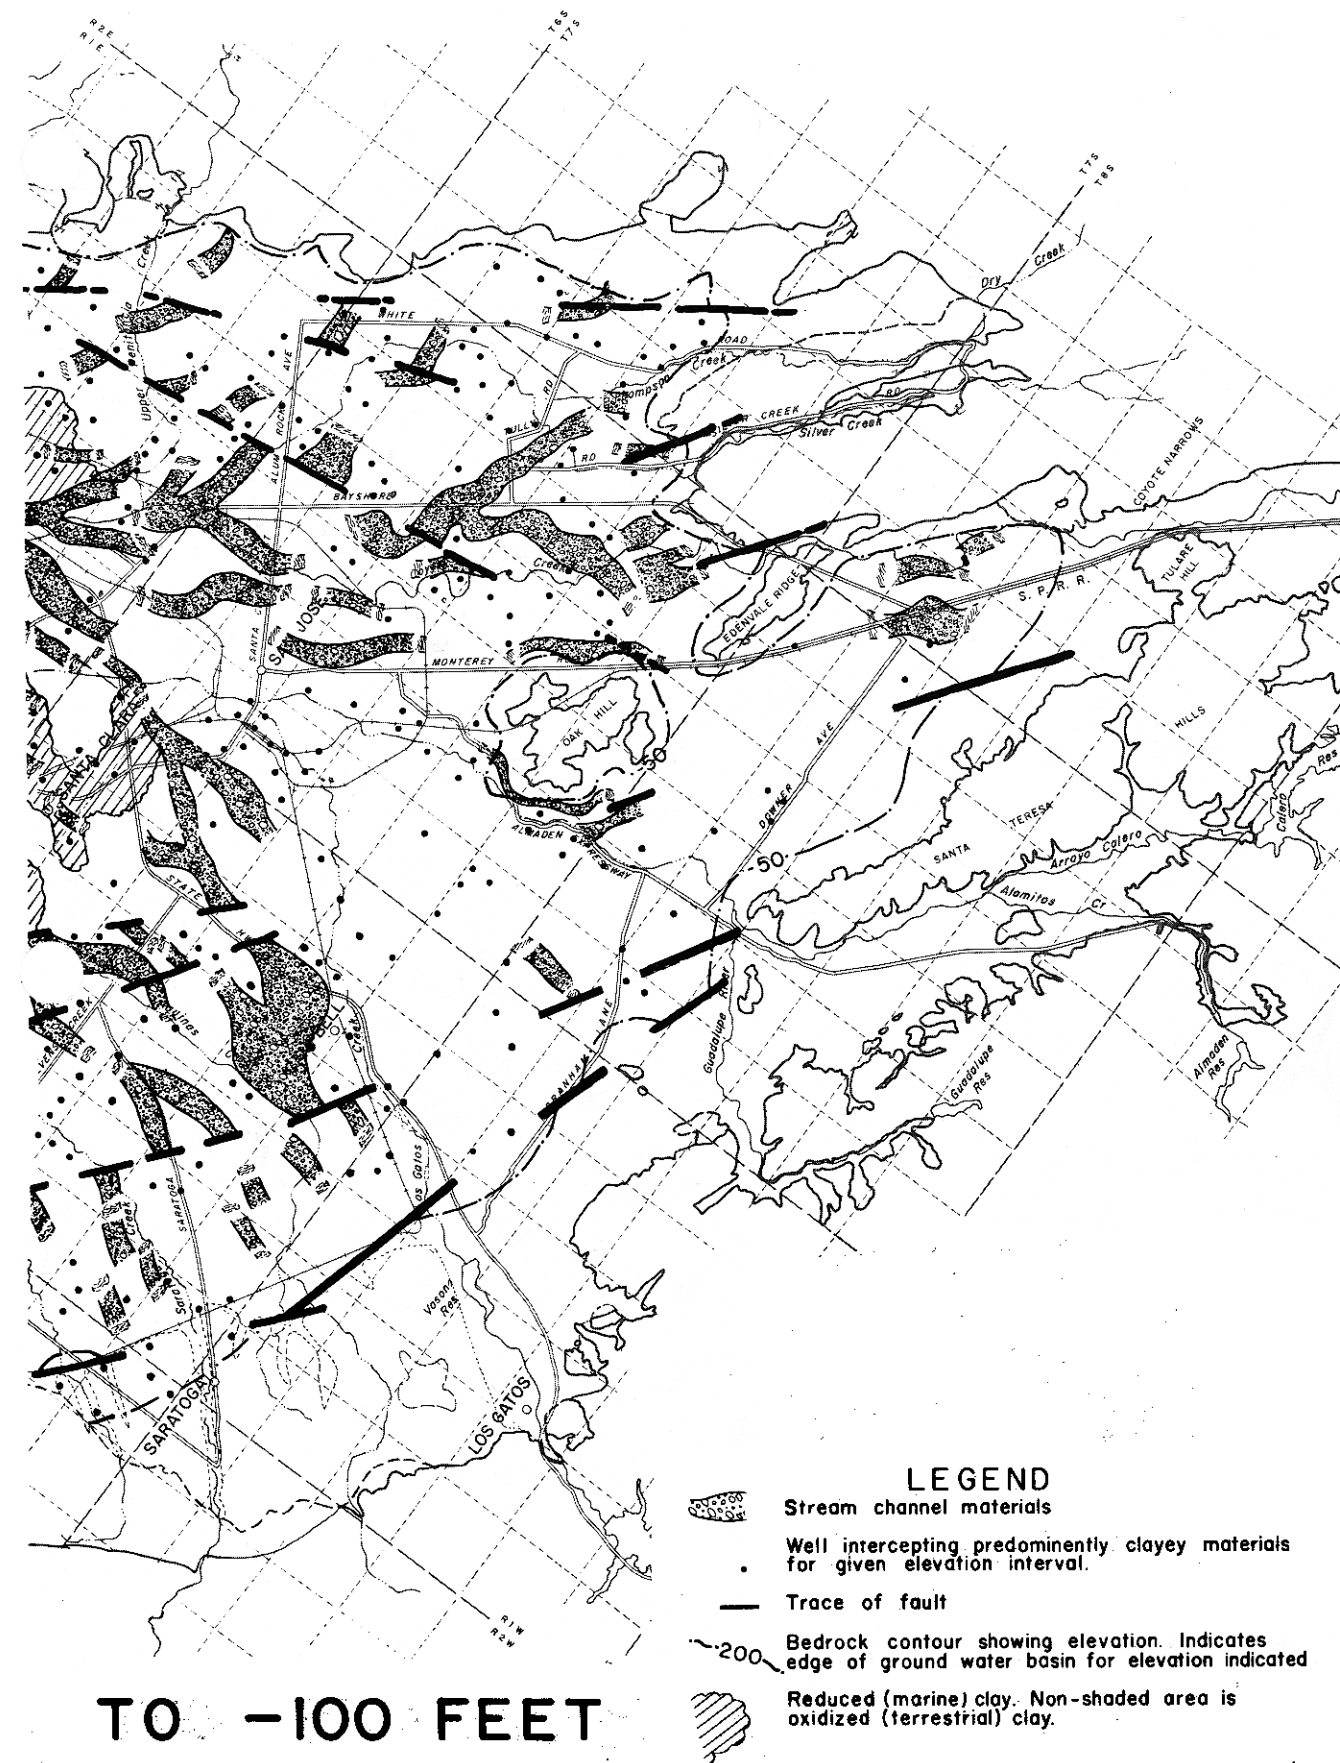 R2E
R1E
T6S
T7S
T7S
T8S
Dry Creek
Creek
Upper
WHITE
ROAD
AVE
ROCK
ALUM
RD
Creek
Thompson
CREEK
RD
Silver Creek
TULLY
RD
BAYSHORE
COYOTE NARROWS
Creek
TULARE
HILL
S. P. R. R.
EDENVALE RIDGE
SANTA
SAN JOSE
MONTEREY
OAK HILL
50
AVE
DOWNER
HILLS
Res
Calero
SANTA CLARA
TERESA
SANTA
Arroyo Calero
Alamitos Cr
-50
ALMADEN
EXPRESSWAY
STATE
CREEK
LANE
BRANHAM
Creek
Guadalupe River
Guadalupe
Res
Almaden
Res
Los Gatos
SARATOGA
Creek
Vasona
Res
SARATOGA
LOS GATOS
R1W
R2W
LEGEND
Stream channel materials
Well intercepting predominently clayey materials
for given elevation interval.
Trace of fault
200
Bedrock contour showing elevation. Indicates
edge of ground water basin for elevation indicated
Reduced (marine) clay. Non-shaded area is
oxidized (terrestrial) clay.
TO -100 FEET